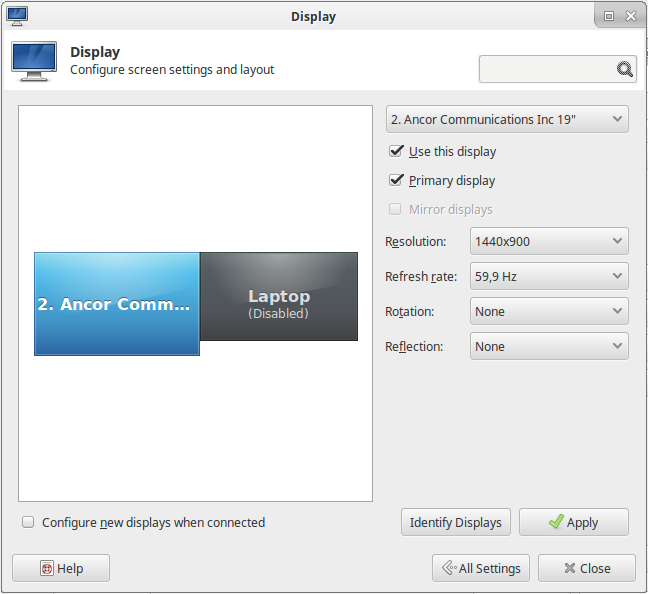 Display
Display
Configure screen settings and layout
2. Ancor Communications Inc 19"
Use this display
Primary display
Mirror displays
Resolution: 1440x900
Refresh rate: 59,9 Hz
Rotation: None
Reflection: None
2. Ancor Comm...
Laptop
(Disabled)
Configure new displays when connected
Identify Displays
Apply
Help
All Settings
Close